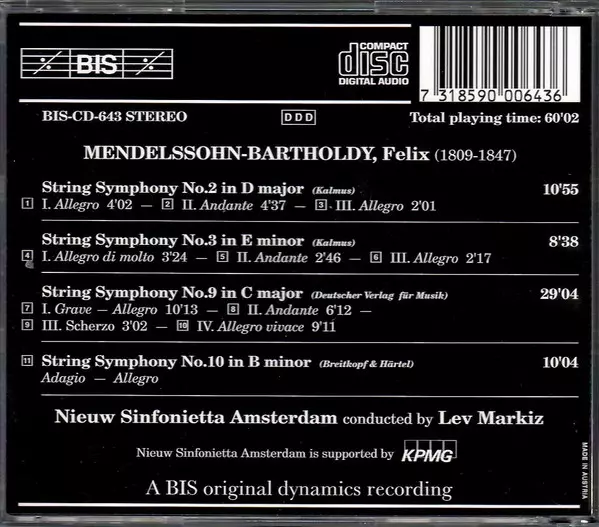 BIS
COMPACT
disc
DIGITAL AUDIO
7 318590 006436
BIS-CD-643 STEREO
DDD
Total playing time: 60'02
MENDELSSOHN-BARTHOLDY, Felix (1809-1847)
String Symphony No.2 in D major (Kalmus) 10'55
1 I. Allegro 4'02 — 2 II. Andante 4'37 — 3 III. Allegro 2'01
String Symphony No.3 in E minor (Kalmus) 8'38
4 I. Allegro di molto 3'24 — 5 II. Andante 2'46 — 6 III. Allegro 2'17
String Symphony No.9 in C major (Deutscher Verlag für Musik) 29'04
7 I. Grave — Allegro 10'13 — 8 II. Andante 6'12 —
9 III. Scherzo 3'02 — 10 IV. Allegro vivace 9'11
11 String Symphony No.10 in B minor (Breitkopf & Härtel) 10'04
Adagio — Allegro
Nieuw Sinfonietta Amsterdam conducted by Lev Markiz
Nieuw Sinfonietta Amsterdam is supported by KPMG
A BIS original dynamics recording
MADE IN AUSTRIA